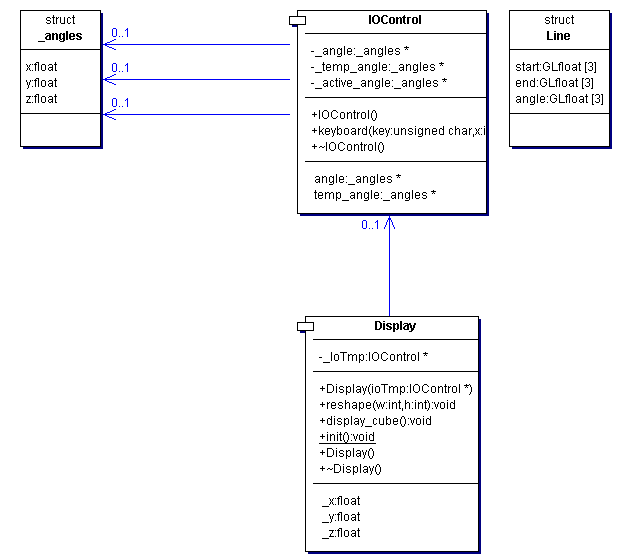 struct
_angles
x:float
y:float
z:float
0..1
0..1
0..1
IOControl
-_angle:_angles *
-_temp_angle:_angles *
-_active_angle:_angles *
+IOControl()
+keyboard(key:unsigned char,x:i
+~IOControl()
angle:_angles *
temp_angle:_angles *
struct
Line
start:GLfloat [3]
end:GLfloat [3]
angle:GLfloat [3]
0..1
Display
-_IoTmp:IOControl *
+Display(ioTmp:IOControl *)
+reshape(w:int,h:int):void
+display_cube():void
+init():void
+Display()
+~Display()
_x:float
_y:float
_z:float